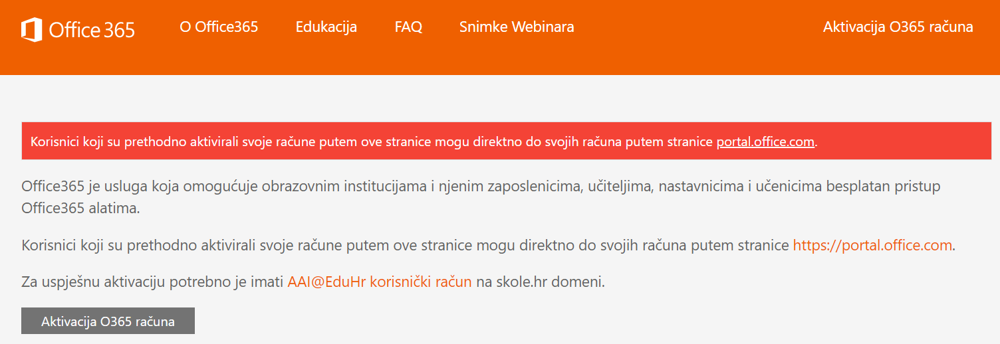 Office 365
O Office365
Edukacija
FAQ
Snimke Webinara
Aktivacija O365 računa
Korisnici koji su prethodno aktivirali svoje račune putem ove stranice mogu direktno do svojih računa putem stranice portal.office.com.
Office365 je usluga koja omogućuje obrazovnim institucijama i njenim zaposlenicima, učiteljima, nastavnicima i učenicima besplatan pristup
Office365 alatima.
Korisnici koji su prethodno aktivirali svoje račune putem ove stranice mogu direktno do svojih računa putem stranice https://portal.office.com.
Za uspješnu aktivaciju potrebno je imati AAI@EduHr korisnički račun na skole.hr domeni.
Aktivacija O365 računa